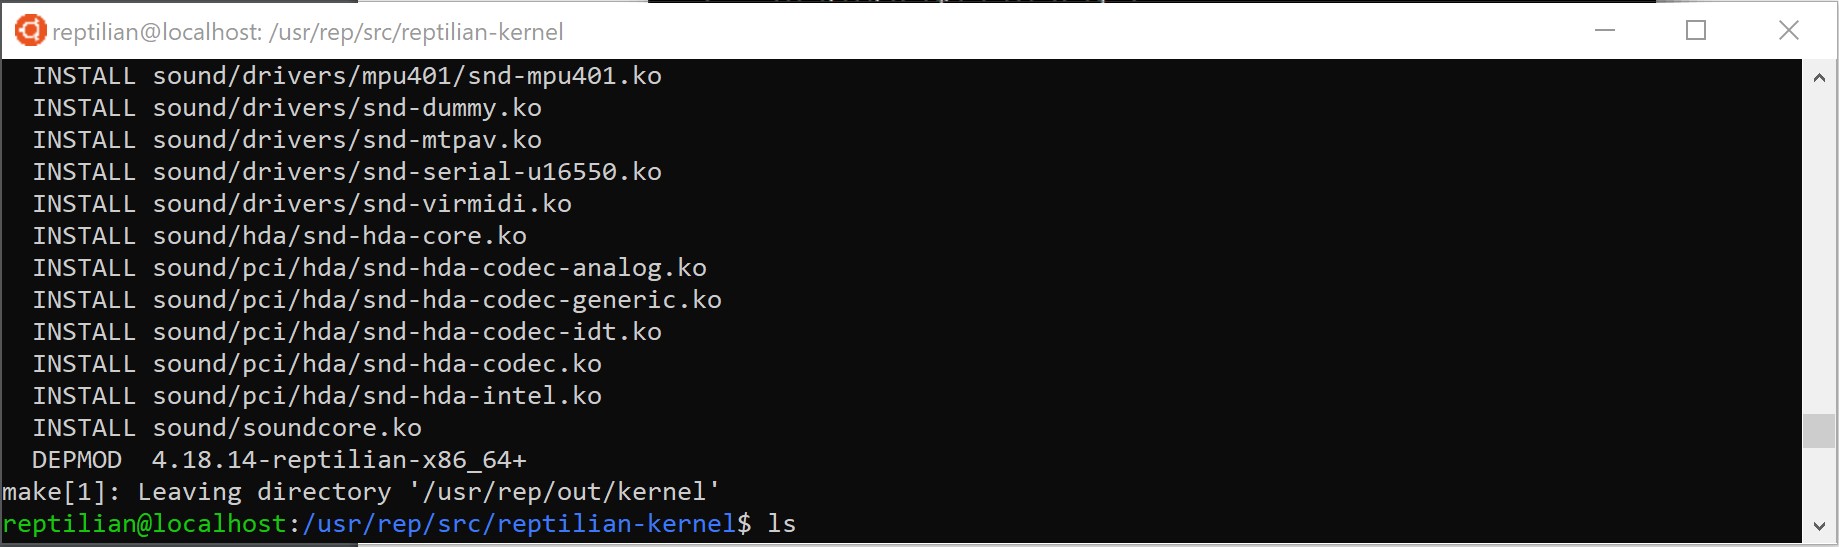 reptilian@localhost: /usr/rep/src/reptilian-kernel
INSTALL sound/drivers/mpu401/snd-mpu401.ko
INSTALL sound/drivers/snd-dummy.ko
INSTALL sound/drivers/snd-mtpav.ko
INSTALL sound/drivers/snd-serial-u16550.ko
INSTALL sound/drivers/snd-virmidi.ko
INSTALL sound/hda/snd-hda-core.ko
INSTALL sound/pci/hda/snd-hda-codec-analog.ko
INSTALL sound/pci/hda/snd-hda-codec-generic.ko
INSTALL sound/pci/hda/snd-hda-codec-idt.ko
INSTALL sound/pci/hda/snd-hda-codec.ko
INSTALL sound/pci/hda/snd-hda-intel.ko
INSTALL sound/soundcore.ko
DEPMOD  4.18.14-reptilian-x86_64+
make[1]: Leaving directory '/usr/rep/out/kernel'
reptilian@localhost:/usr/rep/src/reptilian-kernel$ ls